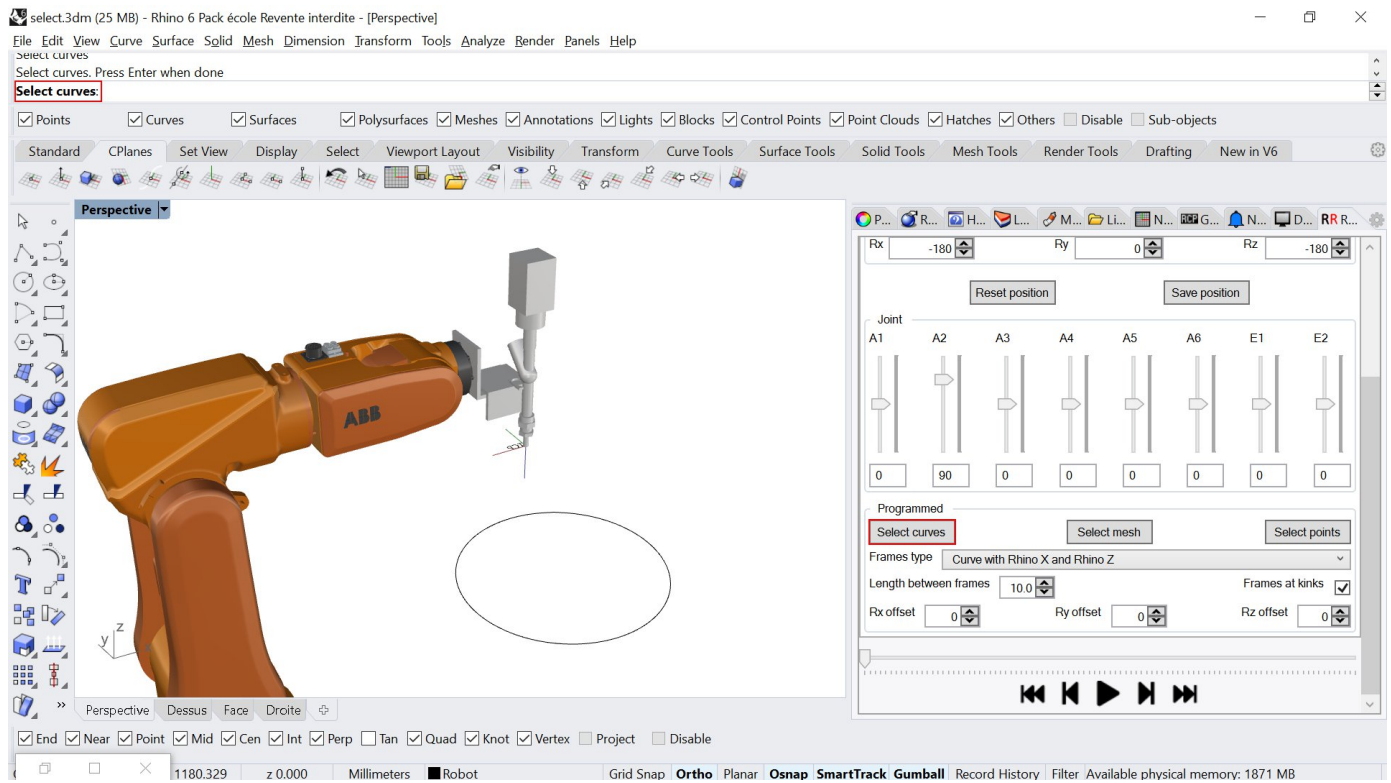 select.3dm (25 MB) - Rhino 6 Pack école Revente interdite - [Perspective]
File Edit View Curve Surface Solid Mesh Dimension Transform Tools Analyze Render Panels Help
Select curves
Select curves. Press Enter when done
Select curves:
Points Curves Surfaces Polysurfaces Meshes Annotations Lights Blocks Control Points Point Clouds Hatches Others Disable Sub-objects
Standard CPlanes Set View Display Select Viewport Layout Visibility Transform Curve Tools Surface Tools Solid Tools Mesh Tools Render Tools Drafting New in V6
Perspective
P... R... H... L... M... Li... N... RCP G... N... D... RR R...
Rx -180 Ry 0 Rz -180
Reset position Save position
Joint
A1 A2 A3 A4 A5 A6 E1 E2
ABB
0 90 0 0 0 0 0 0
Programmed
Select curves Select mesh Select points
Frames type Curve with Rhino X and Rhino Z
Length between frames 10.0 Frames at kinks
Rx offset 0 Ry offset 0 Rz offset 0
z
y
Perspective Dessus Face Droite
End Near Point Mid Cen Int Perp Tan Quad Knot Vertex Project Disable
1180.329 z 0.000 Millimeters Robot Grid Snap Ortho Planar Osnap SmartTrack Gumball Record History Filter Available physical memory: 1871 MB